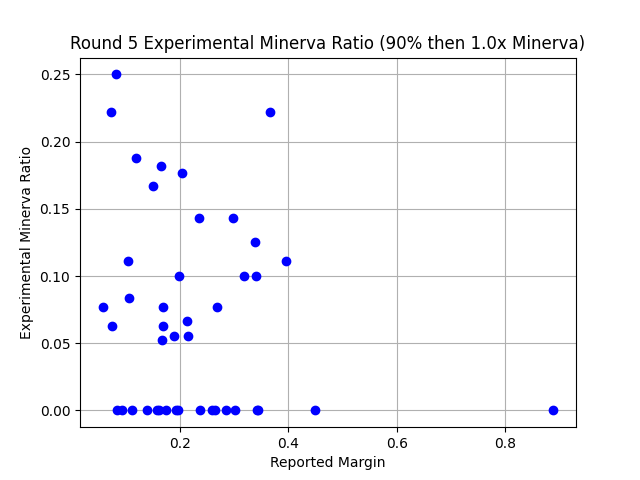 Round 5 Experimental Minerva Ratio (90% then 1.0x Minerva)
0.25
0.20
0.15
0.10
0.05
0.00
Experimental Minerva Ratio
0.2 0.4 0.6 0.8
Reported Margin